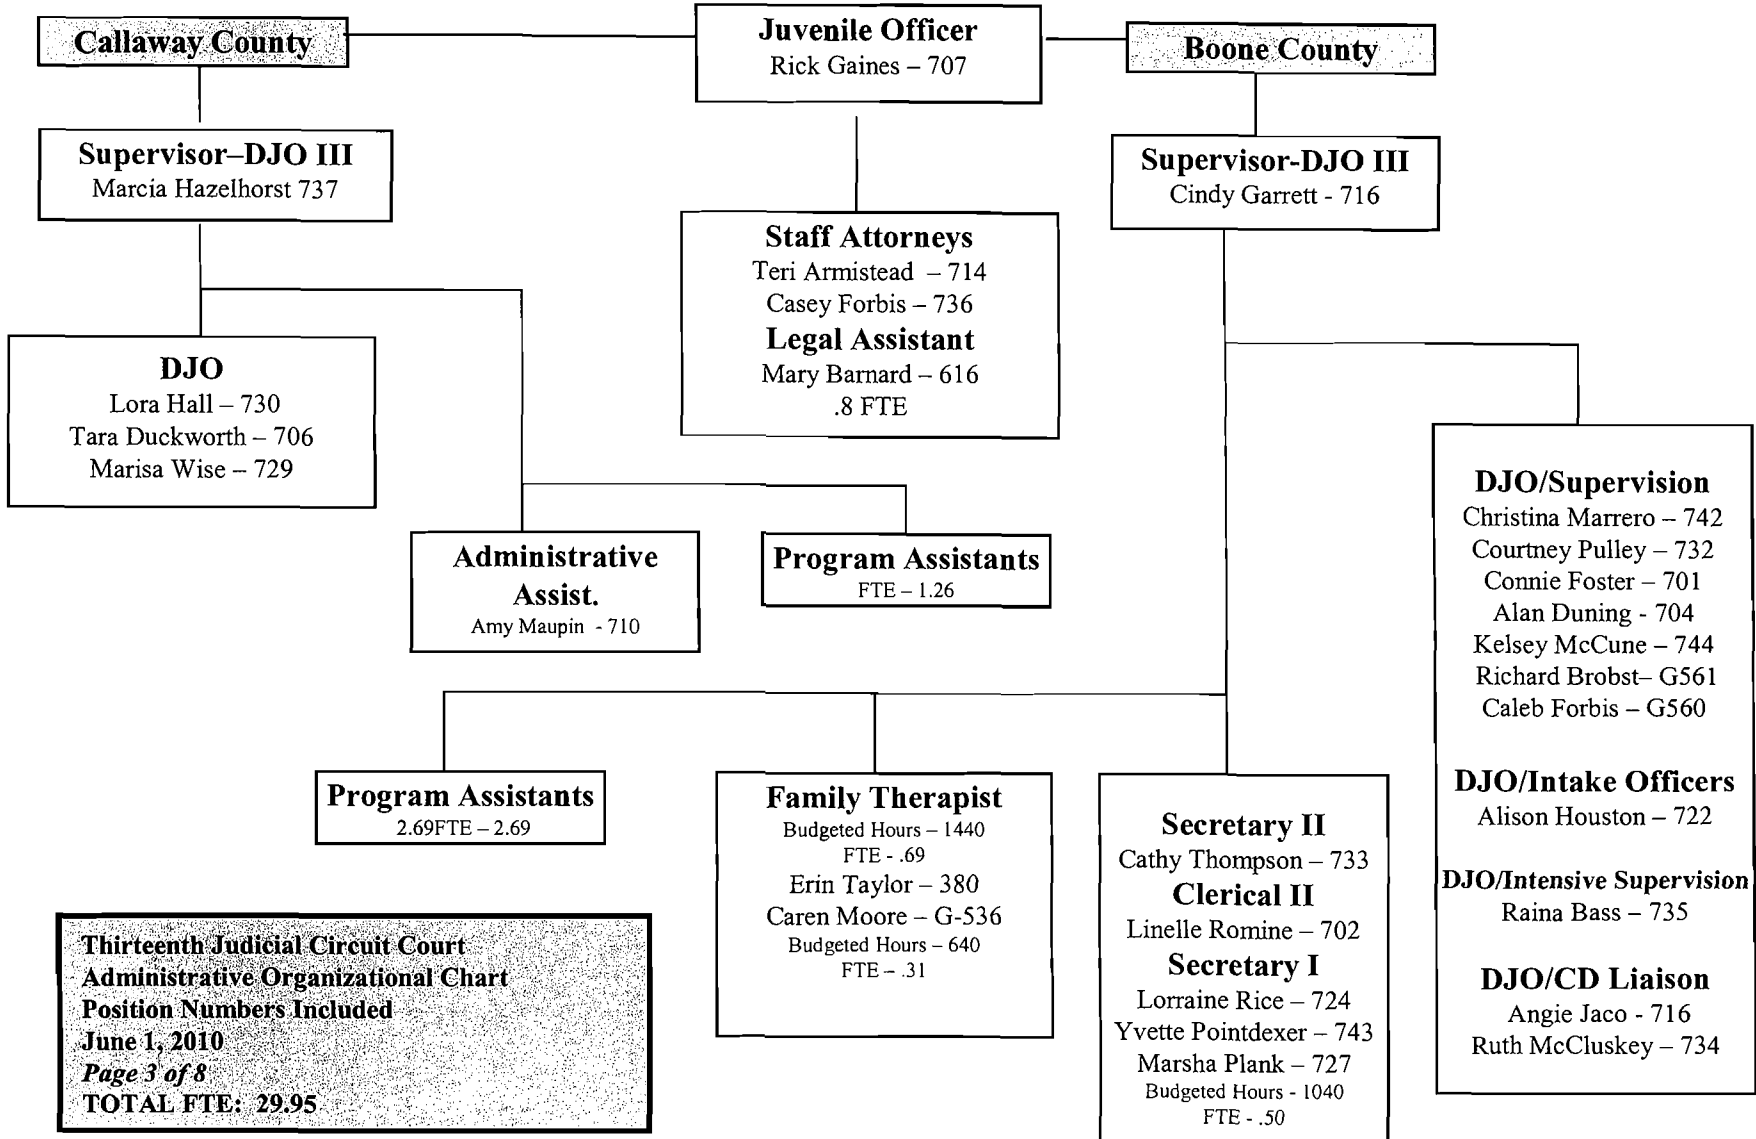 Callaway County
Juvenile Officer
Rick Gaines – 707
Boone County
Supervisor–DJO III
Marcia Hazelhorst 737
Supervisor-DJO III
Cindy Garrett - 716
Staff Attorneys
Teri Armistead – 714
Casey Forbis – 736
Legal Assistant
Mary Barnard – 616
.8 FTE
DJO
Lora Hall – 730
Tara Duckworth – 706
Marisa Wise – 729
Administrative
Assist.
Amy Maupin - 710
Program Assistants
FTE – 1.26
DJO/Supervision
Christina Marrero – 742
Courtney Pulley – 732
Connie Foster – 701
Alan Duning - 704
Kelsey McCune – 744
Richard Brobst– G561
Caleb Forbis – G560
DJO/Intake Officers
Alison Houston – 722
DJO/Intensive Supervision
Raina Bass – 735
DJO/CD Liaison
Angie Jaco - 716
Ruth McCluskey – 734
Program Assistants
2.69FTE – 2.69
Family Therapist
Budgeted Hours – 1440
FTE - .69
Erin Taylor – 380
Caren Moore – G-536
Budgeted Hours – 640
FTE – .31
Secretary II
Cathy Thompson – 733
Clerical II
Linelle Romine – 702
Secretary I
Lorraine Rice – 724
Yvette Pointdexer – 743
Marsha Plank – 727
Budgeted Hours - 1040
FTE - .50
Thirteenth Judicial Circuit Court
Administrative Organizational Chart
Position Numbers Included
June 1, 2010
Page 3 of 8
TOTAL FTE: 29.95